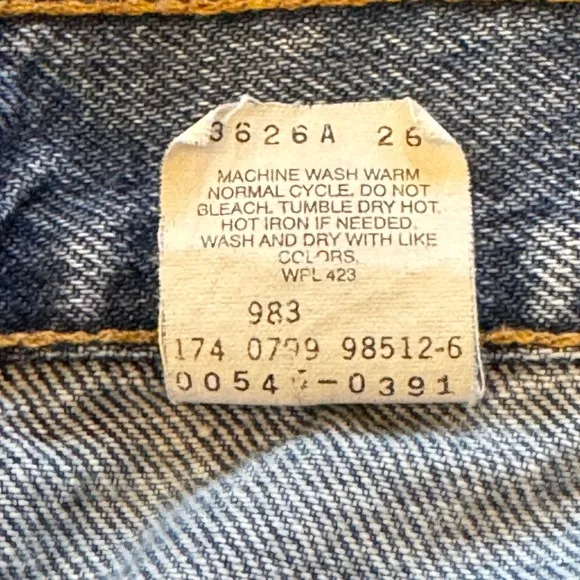 3626A 26
MACHINE WASH WARM
NORMAL CYCLE. DO NOT
BLEACH. TUMBLE DRY HOT.
HOT IRON IF NEEDED.
WASH AND DRY WITH LIKE
COLORS.
WPL 423
983
174 0799 98512-6
-0391